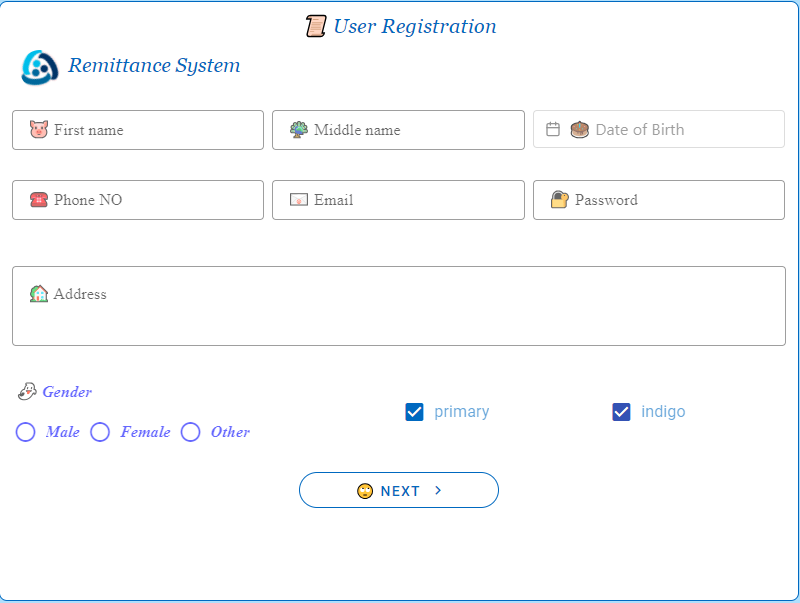 📜 User Registration
Remittance System
🐷 First name
🦚 Middle name
🎂 Date of Birth
☎ Phone NO
Email
🔐 Password
🏡 Address
Gender
Male Female Other
primary
indigo
🙄 NEXT >